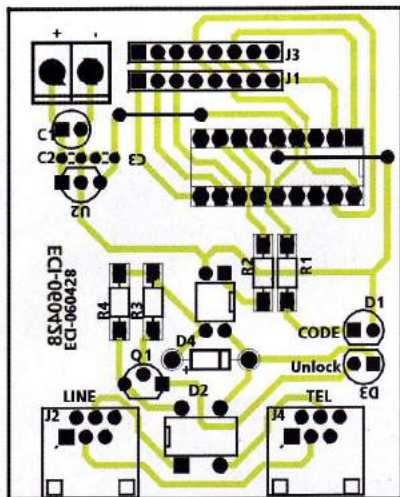 + -
J3
J1
C1
C2
C3
U2
R2
R1
ECI-060428
ECI-060428
R4
R3
D1
CODE
D4
+
Q1
Unlock
D3
D2
LINE
TEL
J2
J4